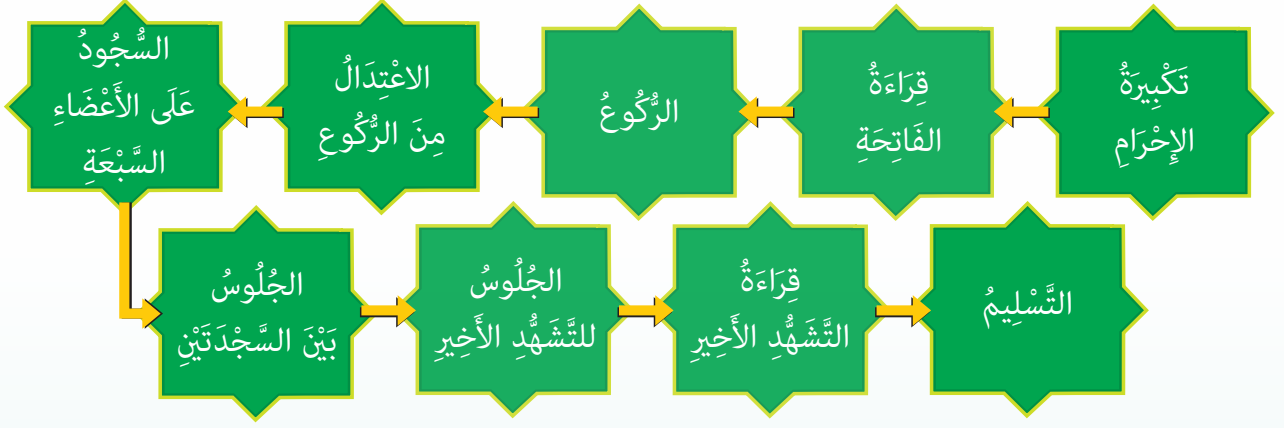 تَكْبِيرَةُ
الإِحْرَامِ
قِرَاءَةُ
الفَاتِحَةِ
الرُّكُوعُ
الاعْتِدَالُ
مِنَ الرُّكُوعِ
السُّجُودُ
عَلَى الأَعْضَاءِ
السَّبْعَةِ
الجُلُوسُ
بَيْنَ السَّجْدَتَيْنِ
الجُلُوسُ
للتَّشَهُّدِ الأَخِيرِ
قِرَاءَةُ
التَّشَهُّدِ الأَخِيرِ
التَّسْلِيمُ